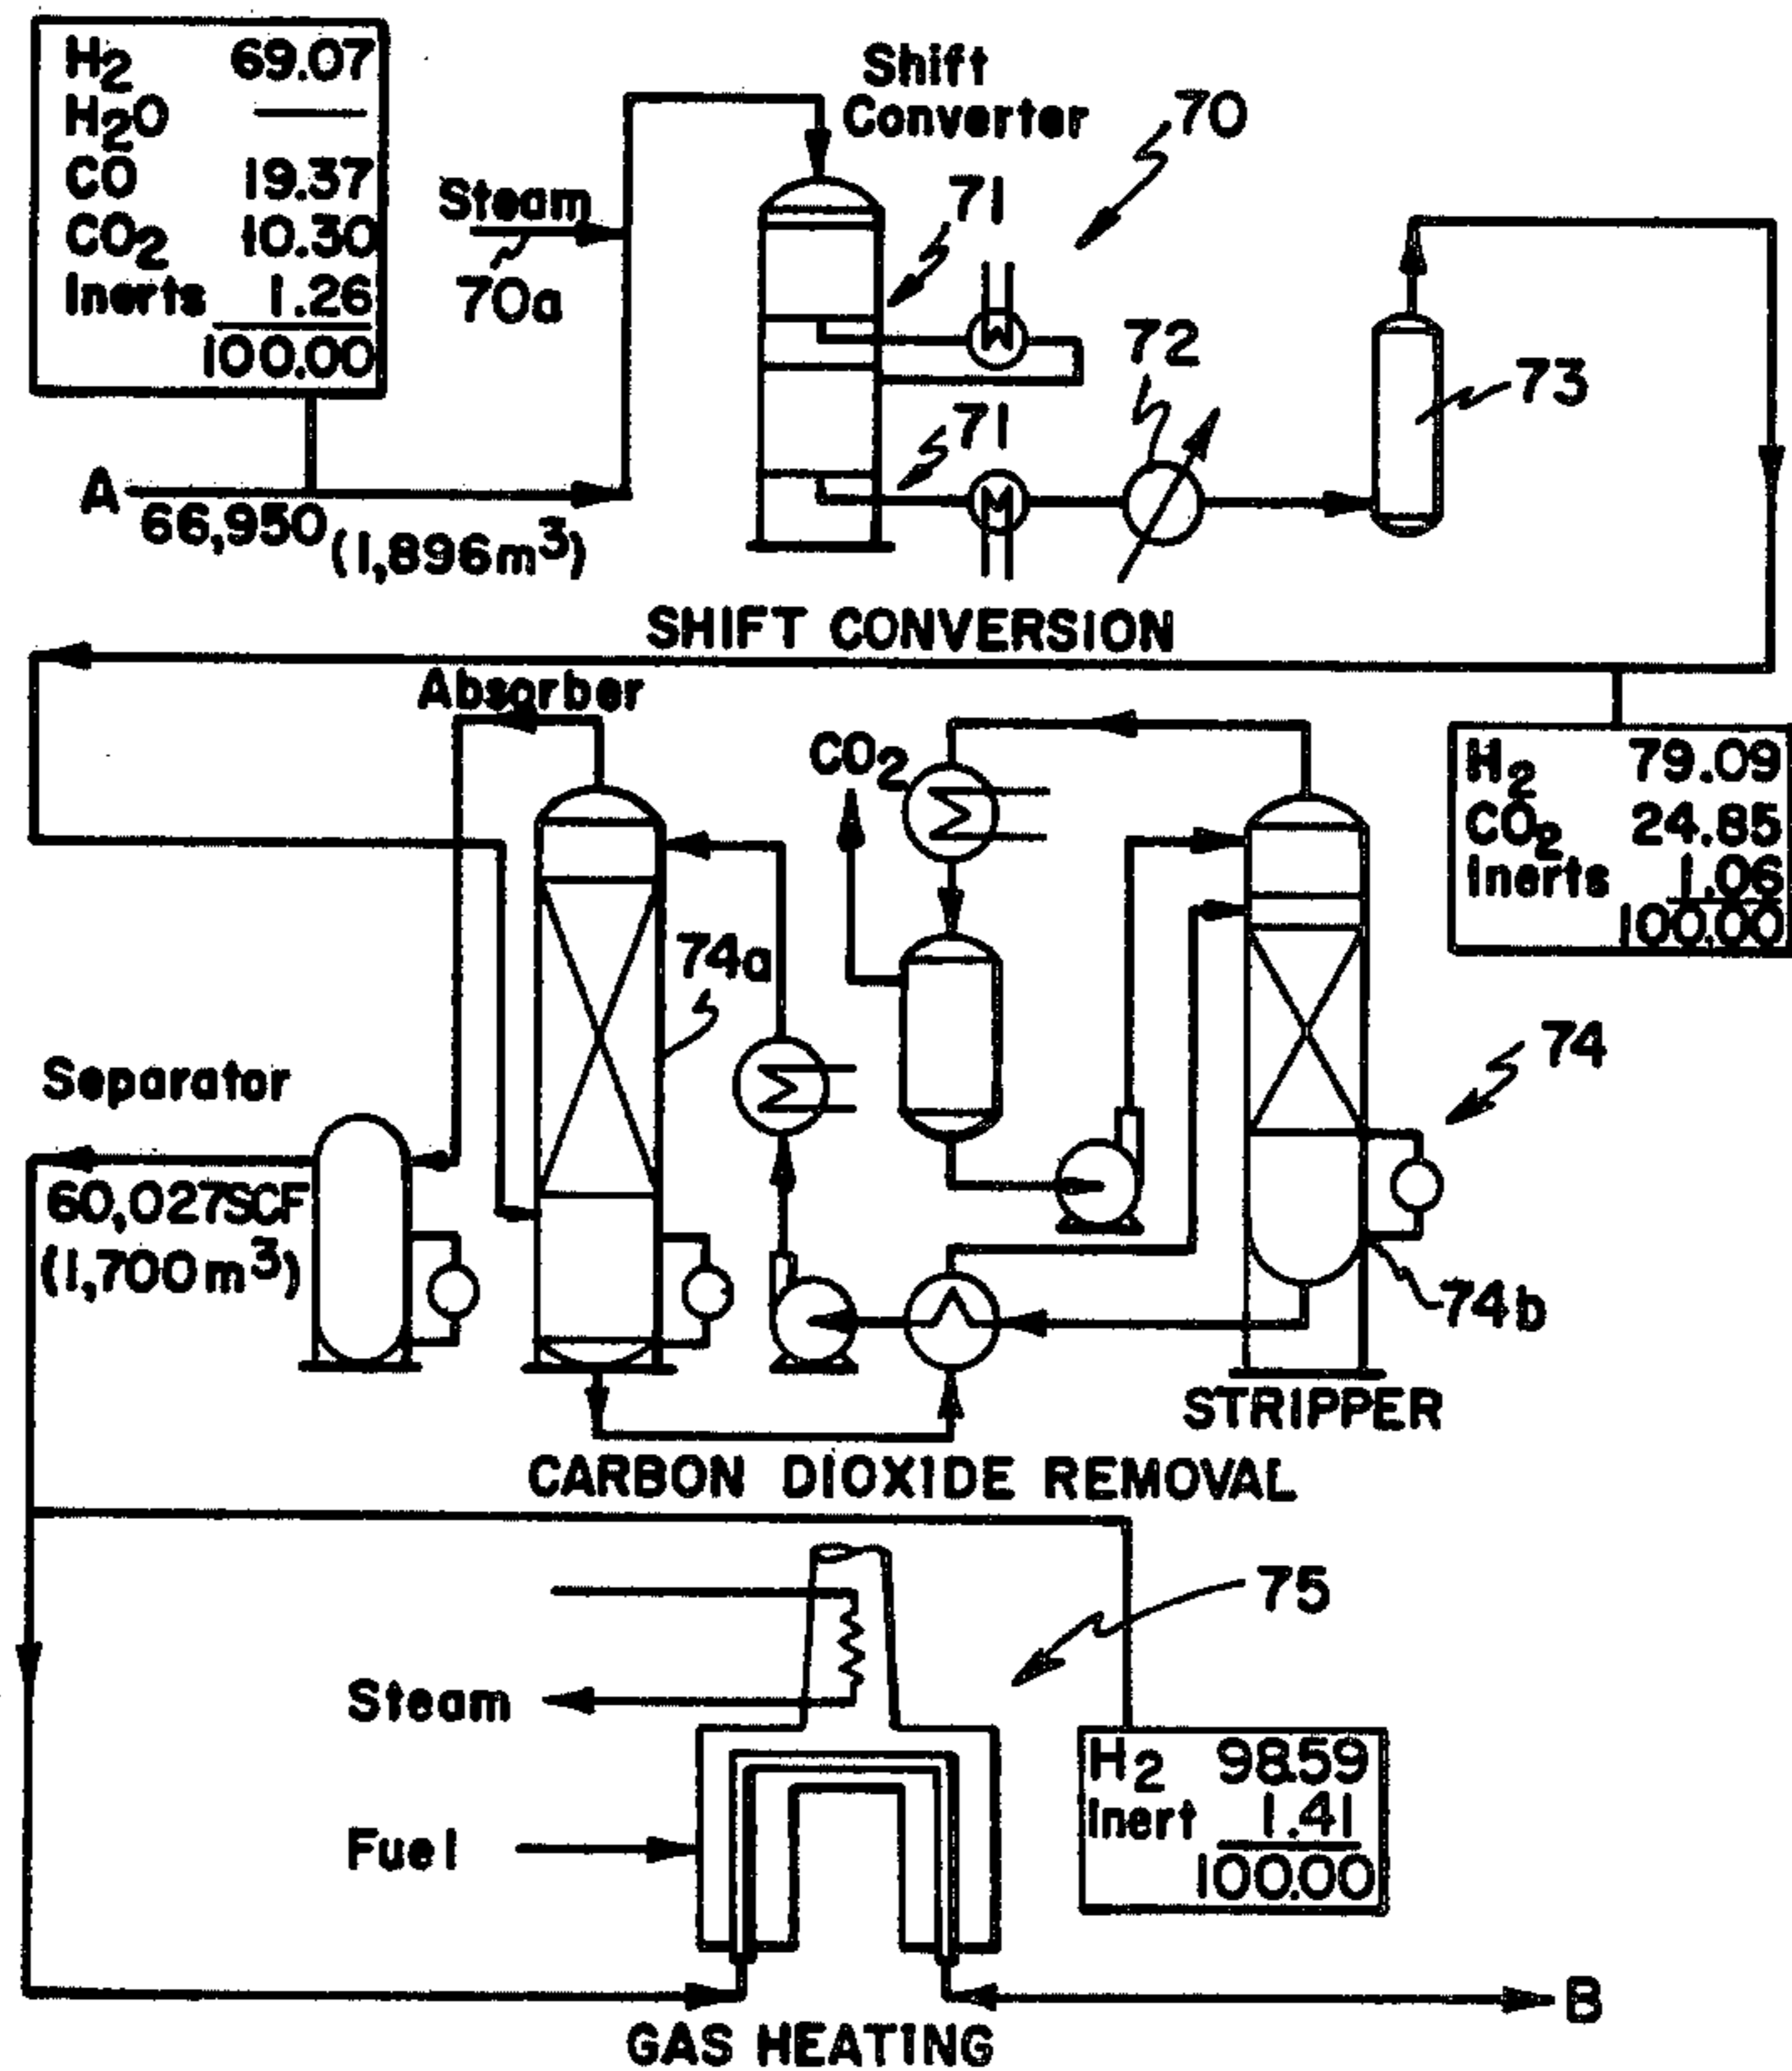 H2 69.07
H2O
CO 19.37
CO2 10.30
Inerts 1.26
100.00
Shift
Converter
70
Steam
70a
71
72
73
71
A
66,950 (1,896m3)
SHIFT CONVERSION
Absorber
CO2
H2 79.09
CO2 24.85
Inerts 1.06
100.00
74a
74
Separator
60,027SCF
(1,700m3)
74b
STRIPPER
CARBON DIOXIDE REMOVAL
75
Steam
H2 98.59
Inert 1.41
100.00
Fuel
B
GAS HEATING